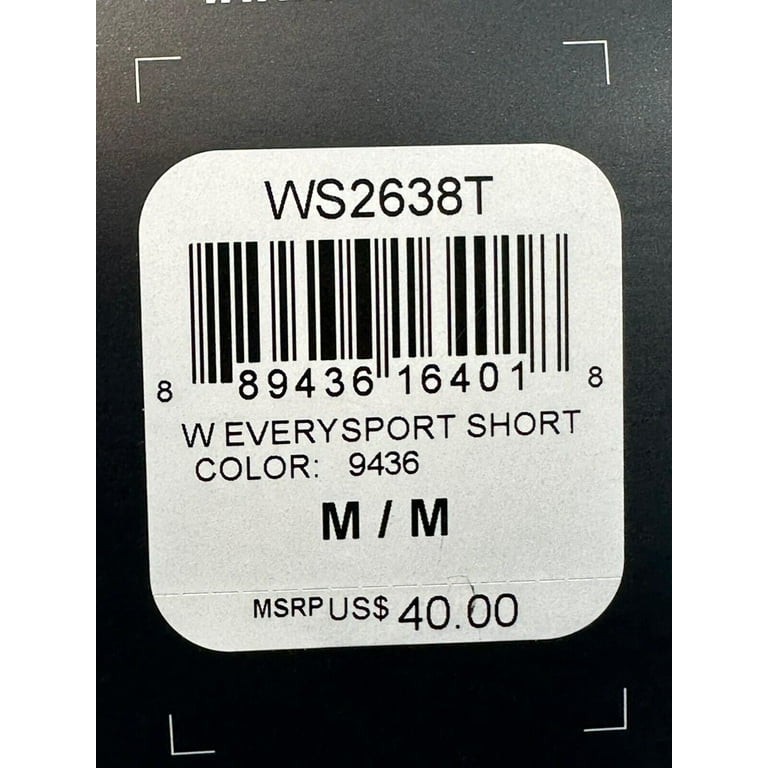 WS2638T
8 89436 16401 8
W EVERYSPORT SHORT
COLOR: 9436
M / M
MSRP US$ 40.00